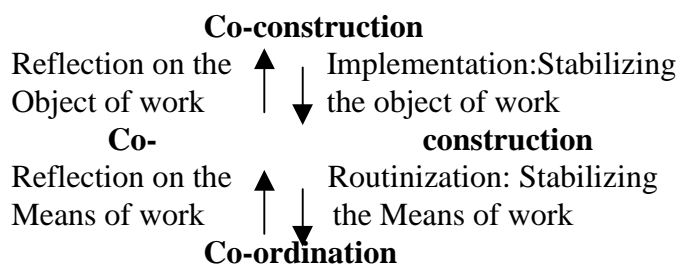 Co-construction
Reflection on the Implementation:Stabilizing
Object of work the object of work
Co- construction
Reflection on the Routinization: Stabilizing
Means of work the Means of work
Co-ordination